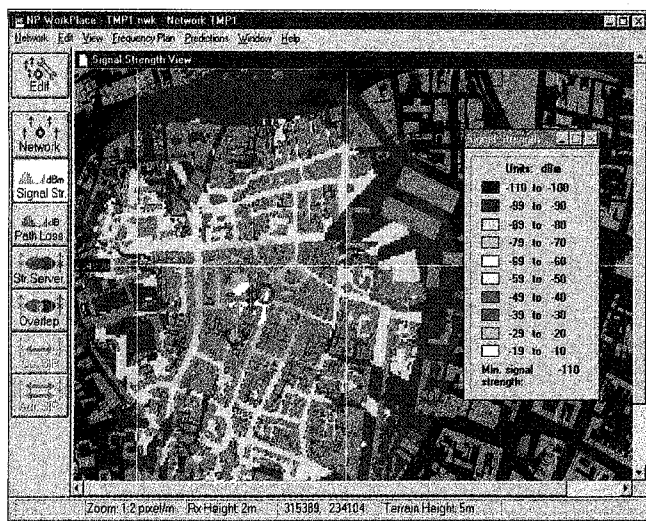 NP WorkPlace - TMP1.nwk - Network TMP1
Network Edit View Frequency Plan Predictions Window Help
Signal Strength View
Edit
Network
dBm
Signal Str.
dB
Path Loss
Str.Server
Overlap
Units: dBm
-110 to -100
-99 to -90
-89 to -80
-79 to -70
-69 to -60
-59 to -50
-49 to -40
-39 to -30
-29 to -20
-19 to -10
Min. signal -110
strength:
Zoom: 1:2 pixel/m Rx Height: 2m 315389, 234104 Terrain Height: 5m